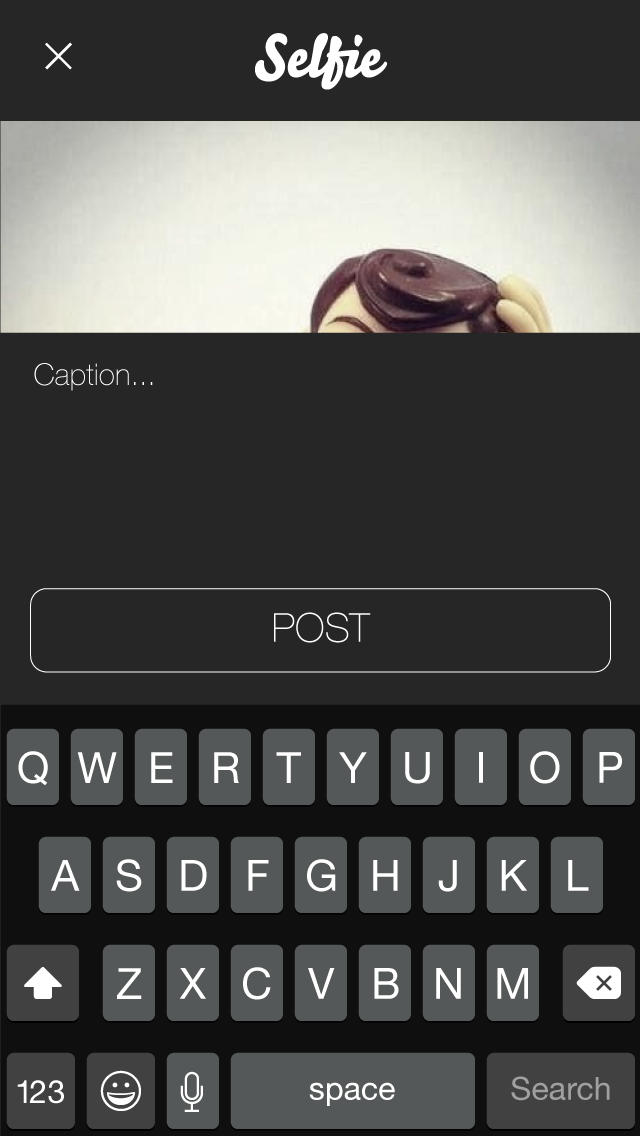 Selfie
Caption...
POST
Q W E R T Y U I O P
A S D F G H J K L
Z X C V B N M
123 space Search